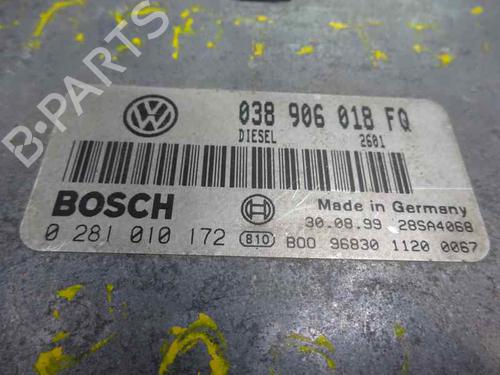 038 906 018 FQ
DIESEL 2601
BOSCH
Made in Germany
30.08.99 28SA4068
0 281 010 172 810 B00 96830 1120 0067
B-PARTS